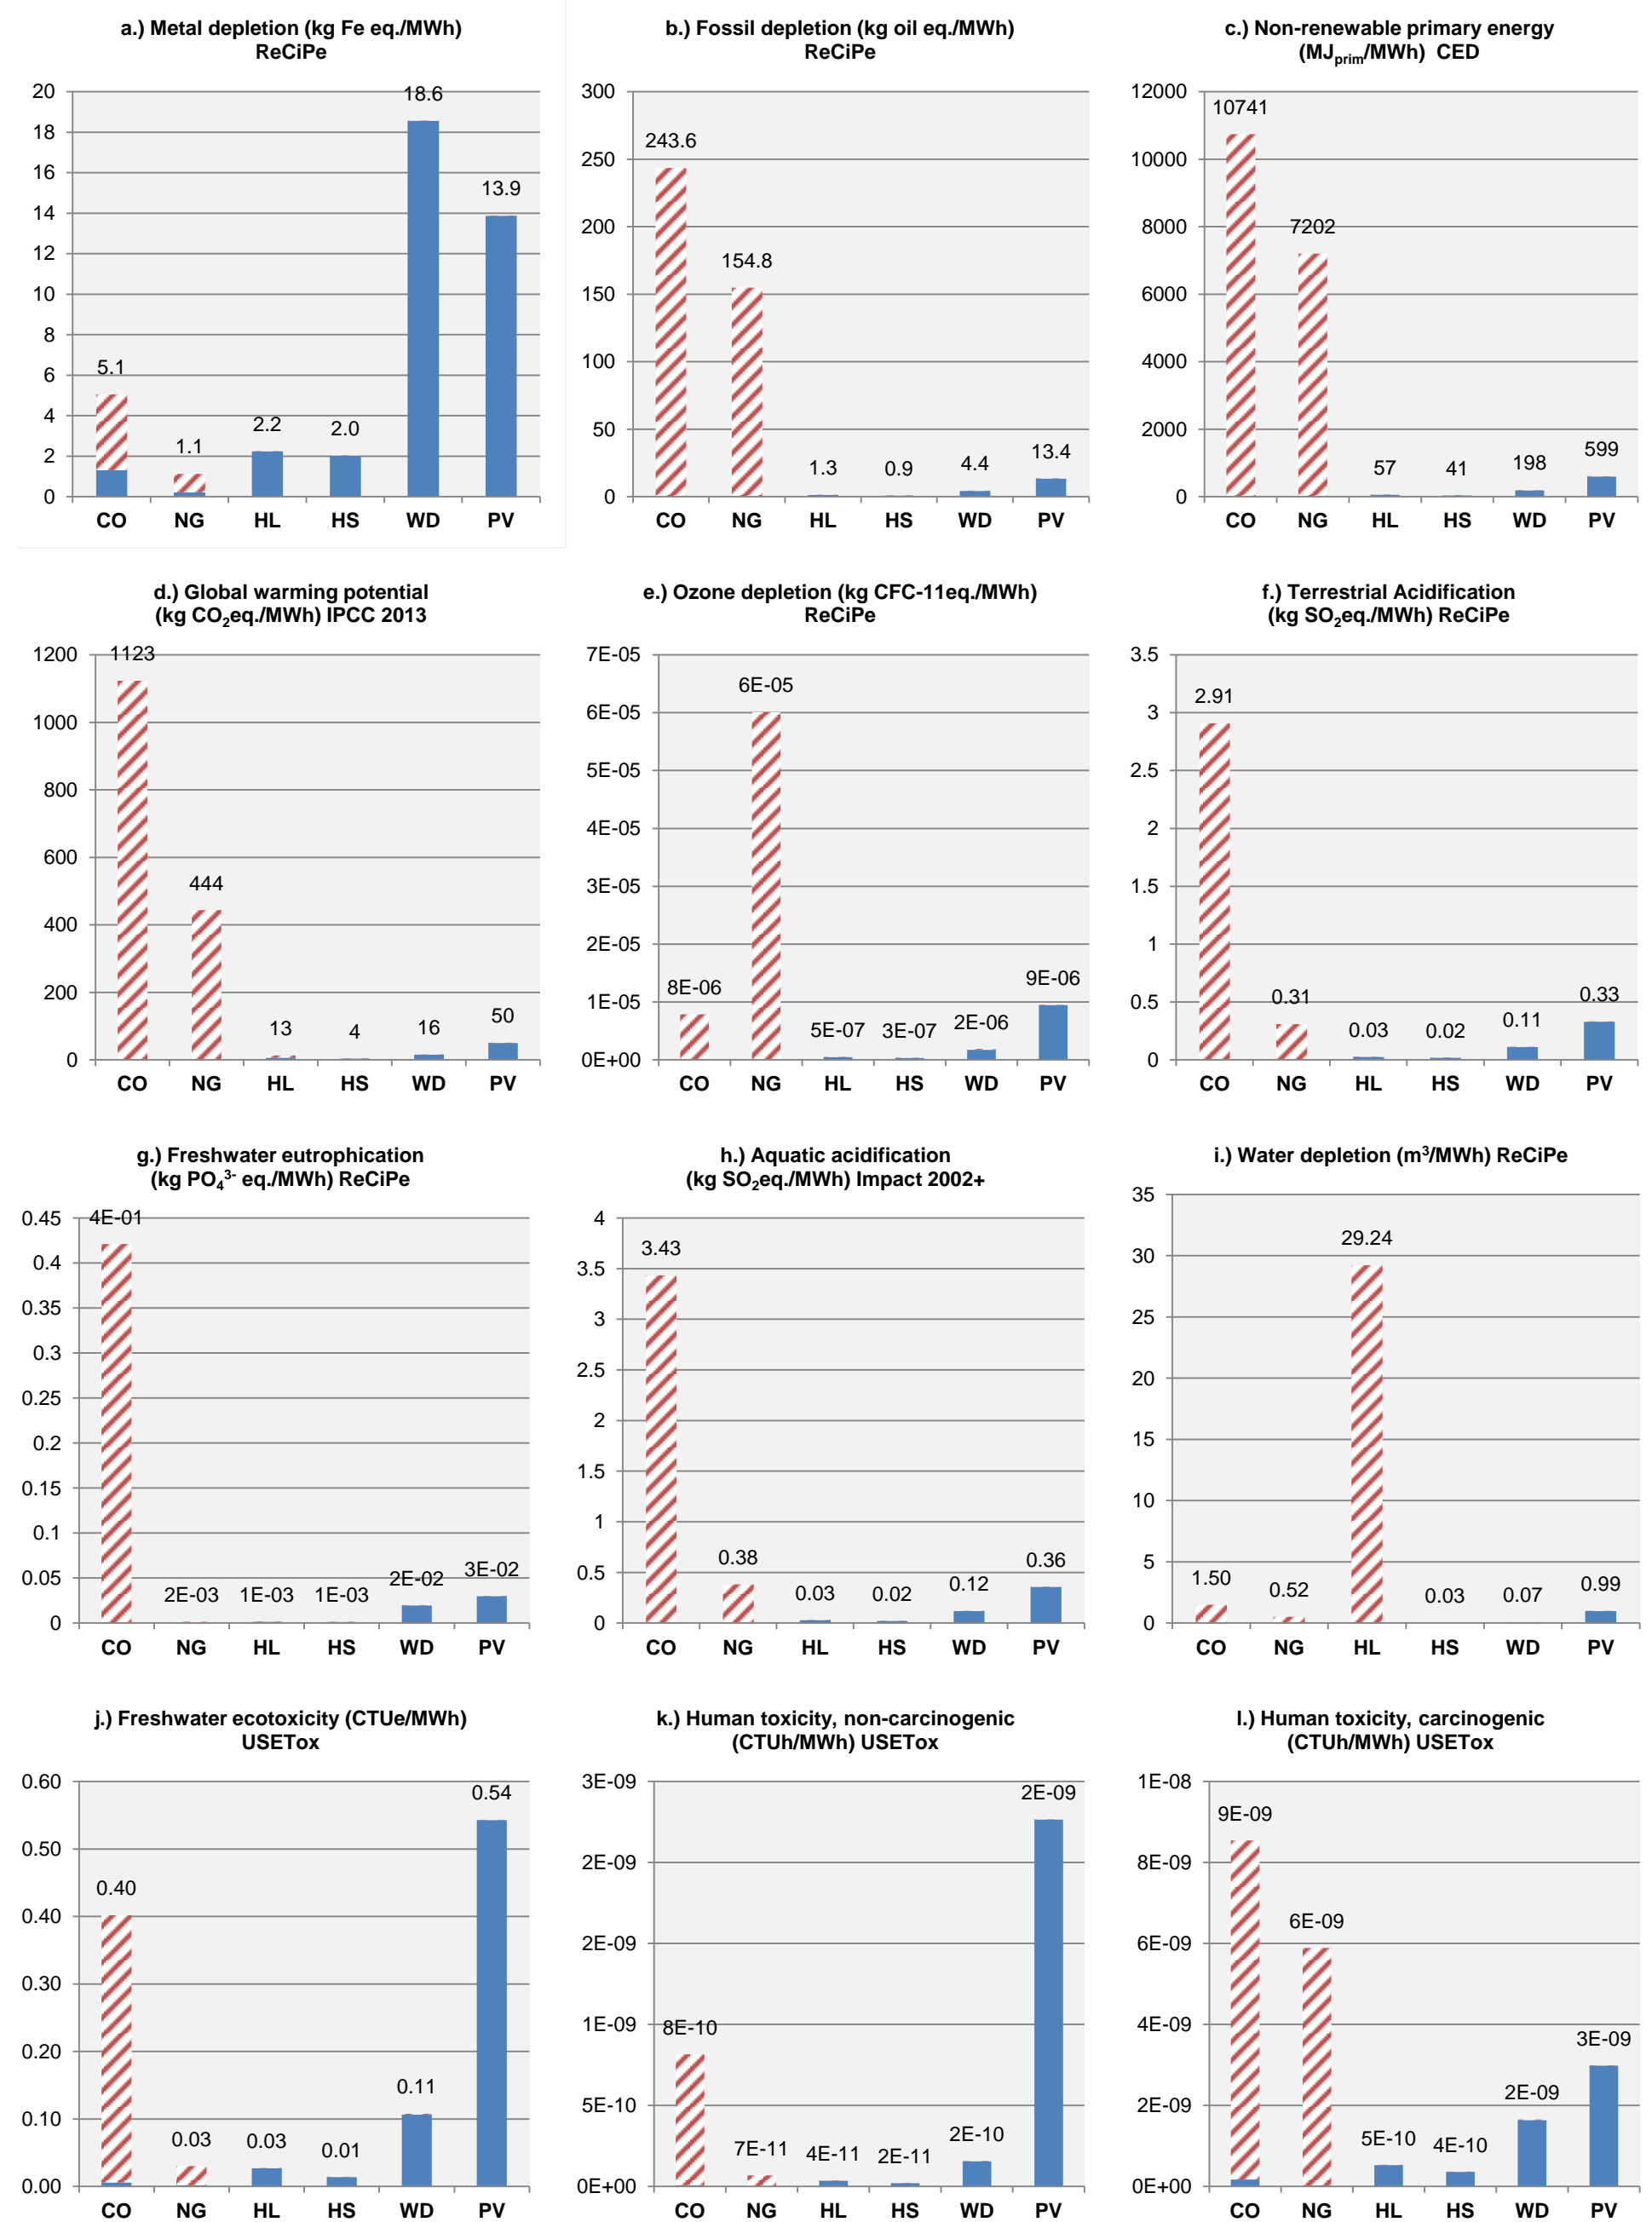 a.) Metal depletion (kg Fe eq./MWh)
ReCiPe
20
18
16
14
12
10
8
6
4
2
0
5.1
1.1
2.2
2.0
18.6
13.9
CO NG HL HS WD PV
b.) Fossil depletion (kg oil eq./MWh)
ReCiPe
300
250
200
150
100
50
0
243.6
154.8
1.3
0.9
4.4
13.4
CO NG HL HS WD PV
c.) Non-renewable primary energy
(MJprim/MWh) CED
12000
10000
8000
6000
4000
2000
0
10741
7202
57
41
198
599
CO NG HL HS WD PV
d.) Global warming potential
(kg CO2eq./MWh) IPCC 2013
1200
1000
800
600
400
200
0
1123
444
13
4
16
50
CO NG HL HS WD PV
e.) Ozone depletion (kg CFC-11eq./MWh)
ReCiPe
7E-05
6E-05
5E-05
4E-05
3E-05
2E-05
1E-05
0E+00
8E-06
6E-05
5E-07
3E-07
2E-06
9E-06
CO NG HL HS WD PV
f.) Terrestrial Acidification
(kg SO2eq./MWh) ReCiPe
3.5
3
2.5
2
1.5
1
0.5
0
2.91
0.31
0.03
0.02
0.11
0.33
CO NG HL HS WD PV
g.) Freshwater eutrophication
(kg PO4³⁻ eq./MWh) ReCiPe
0.45
0.4
0.35
0.3
0.25
0.2
0.15
0.1
0.05
0
4E-01
2E-03
1E-03
1E-03
2E-02
3E-02
CO NG HL HS WD PV
h.) Aquatic acidification
(kg SO2eq./MWh) Impact 2002+
4
3.5
3
2.5
2
1.5
1
0.5
0
3.43
0.38
0.03
0.02
0.12
0.36
CO NG HL HS WD PV
i.) Water depletion (m³/MWh) ReCiPe
35
30
25
20
15
10
5
0
1.50
0.52
29.24
0.03
0.07
0.99
CO NG HL HS WD PV
j.) Freshwater ecotoxicity (CTUe/MWh)
USETox
0.60
0.50
0.40
0.30
0.20
0.10
0.00
0.40
0.03
0.03
0.01
0.11
0.54
CO NG HL HS WD PV
k.) Human toxicity, non-carcinogenic
(CTUh/MWh) USETox
3E-09
2E-09
2E-09
1E-09
5E-10
0E+00
8E-10
7E-11
4E-11
2E-11
2E-10
2E-09
CO NG HL HS WD PV
l.) Human toxicity, carcinogenic
(CTUh/MWh) USETox
1E-08
8E-09
6E-09
4E-09
2E-09
0E+00
9E-09
6E-09
5E-10
4E-10
2E-09
3E-09
CO NG HL HS WD PV